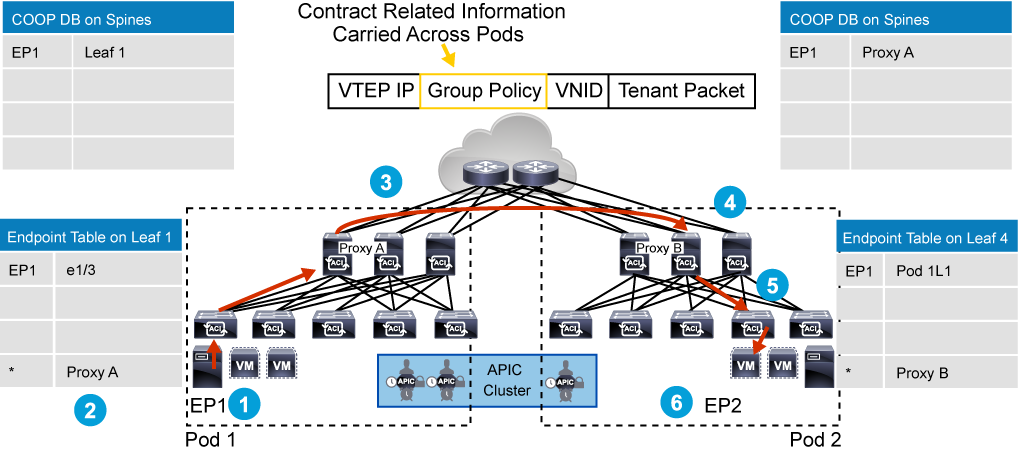 Contract Related Information
Carried Across Pods
COOP DB on Spines
EP1 Leaf 1
COOP DB on Spines
EP1 Proxy A
VTEP IP Group Policy VNID Tenant Packet
3
4
Endpoint Table on Leaf 1
EP1 e1/3
* Proxy A
2
Proxy A
ACI ACI ACI
ACI ACI ACI ACI ACI
VM VM
EP1 1
Pod 1
APIC APIC APIC
APIC
Cluster
Proxy B
ACI ACI ACI
5
ACI ACI ACI ACI ACI
VM VM
6 EP2
Pod 2
Endpoint Table on Leaf 4
EP1 Pod 1L1
* Proxy B